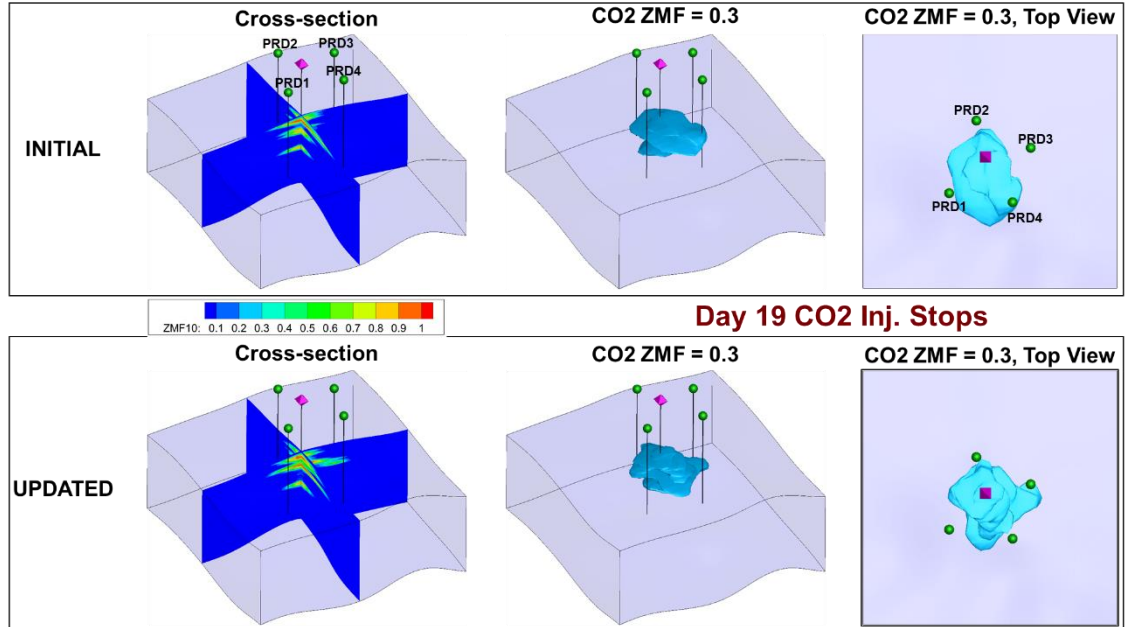 Cross-section
CO2 ZMF = 0.3
CO2 ZMF = 0.3, Top View
PRD2
PRD3
PRD4
PRD1
INITIAL
PRD2
PRD3
PRD1
PRD4
ZMF10: 0.1 0.2 0.3 0.4 0.5 0.6 0.7 0.8 0.9 1
Day 19 CO2 Inj. Stops
Cross-section
CO2 ZMF = 0.3
CO2 ZMF = 0.3, Top View
UPDATED